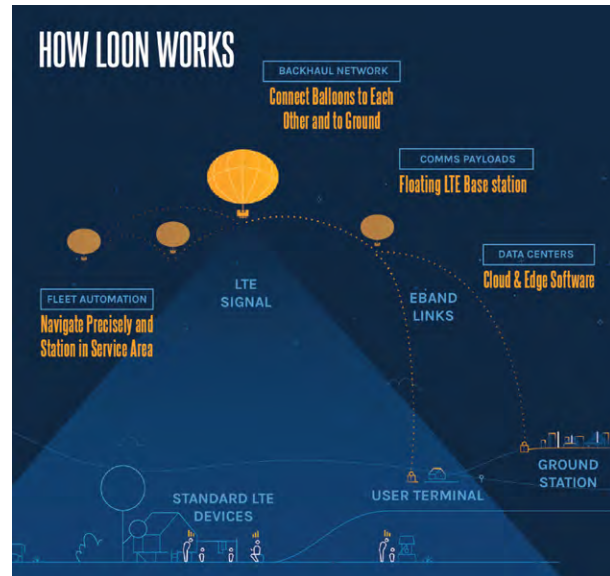 HOW LOON WORKS
BACKHAUL NETWORK
Connect Balloons to Each
Other and to Ground
COMMS PAYLOADS
Floating LTE Base station
DATA CENTERS
Cloud & Edge Software
LTE
SIGNAL
EBAND
LINKS
FLEET AUTOMATION
Navigate Precisely and
Station in Service Area
GROUND
STATION
STANDARD LTE
DEVICES
USER TERMINAL